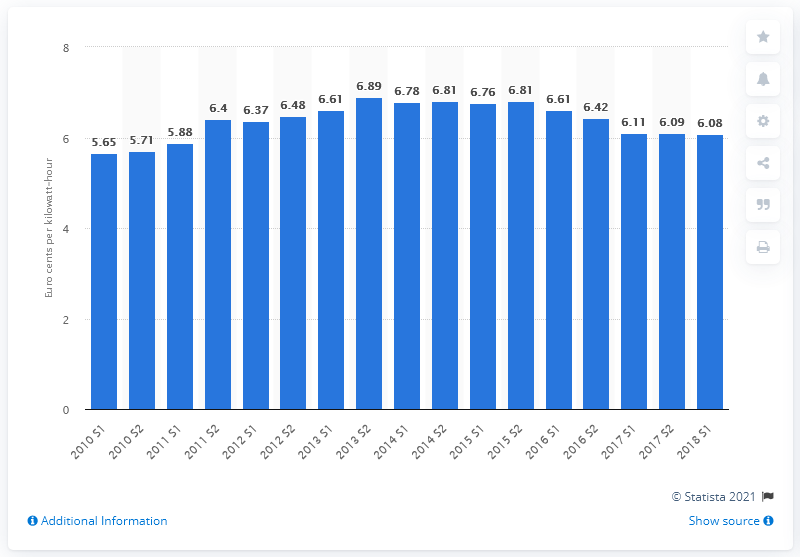 8
6
4
2
0
Euro cents per kilowatt-hour
5.65 5.71 5.88 6.4 6.37 6.48 6.61 6.89 6.78 6.81 6.76 6.81 6.61 6.42 6.11 6.09 6.08
2010 S1 2010 S2 2011 S1 2011 S2 2012 S1 2012 S2 2013 S1 2013 S2 2014 S1 2014 S2 2015 S1 2015 S2 2016 S1 2016 S2 2017 S1 2017 S2 2018 S1
© Statista 2021
Additional Information
Show source